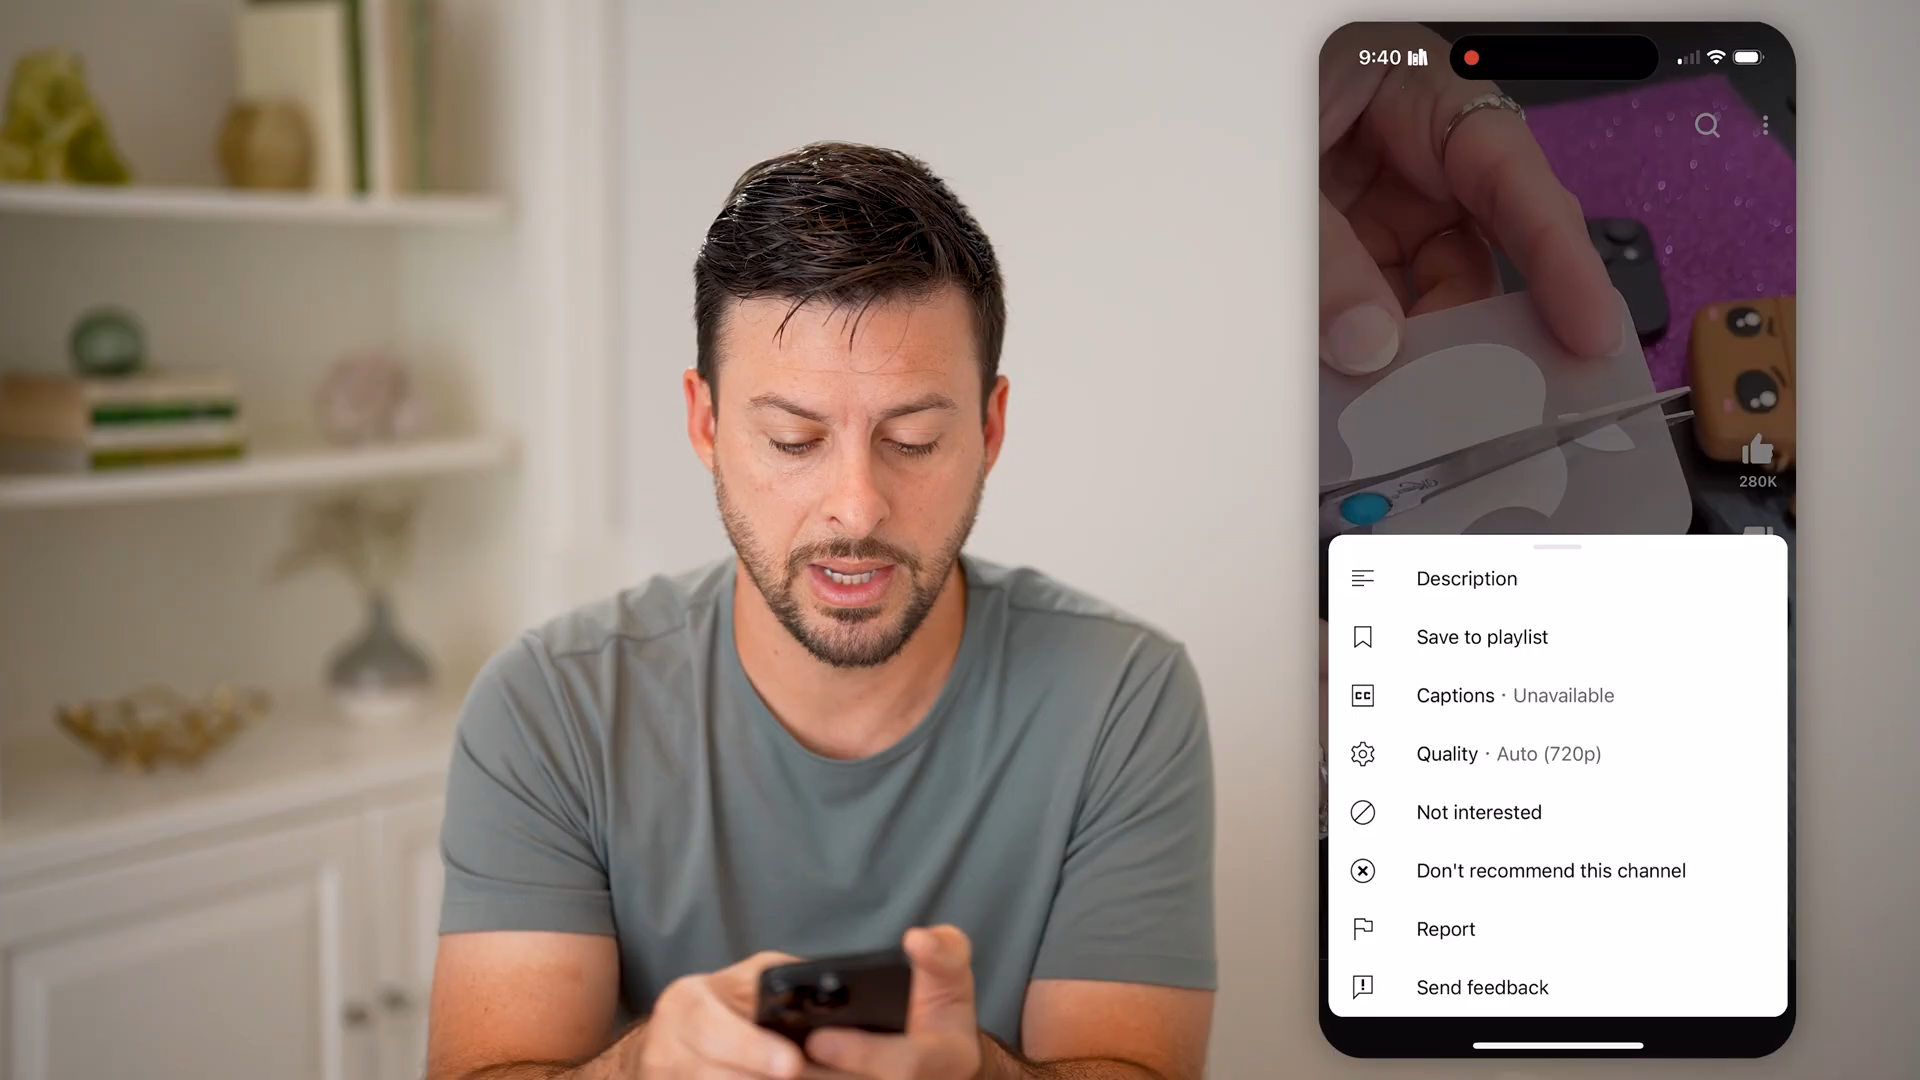 9:40
280K
Description
Save to playlist
Captions · Unavailable
Quality · Auto (720p)
Not interested
Don't recommend this channel
Report
Send feedback